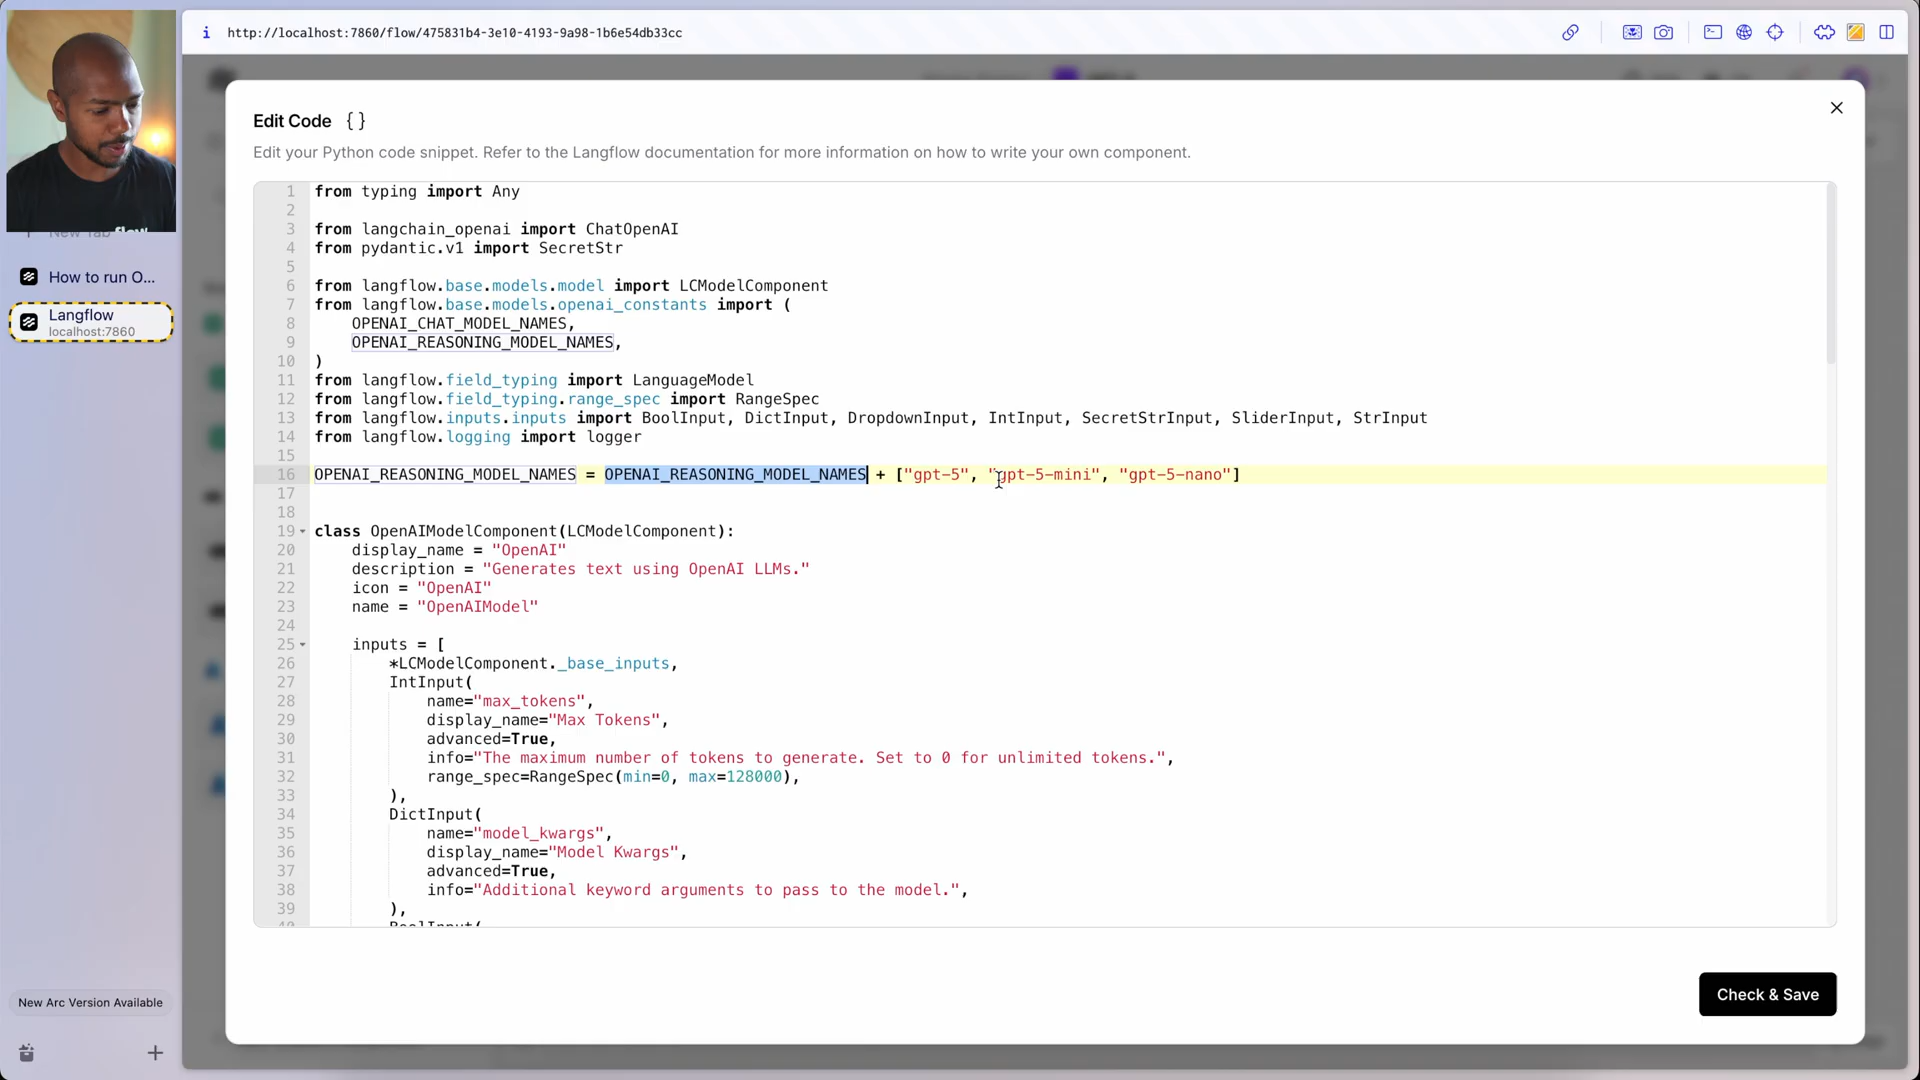 http://localhost:7860/flow/475831b4-3e10-4193-9a98-1b6e54db33cc
flow
New Tab
How to run O...
Langflow
localhost:7860
New Arc Version Available
Edit Code { }
Edit your Python code snippet. Refer to the Langflow documentation for more information on how to write your own component.
1 from typing import Any
2
3 from langchain_openai import ChatOpenAI
4 from pydantic.v1 import SecretStr
5
6 from langflow.base.models.model import LCModelComponent
7 from langflow.base.models.openai_constants import (
8 OPENAI_CHAT_MODEL_NAMES,
9 OPENAI_REASONING_MODEL_NAMES,
10 )
11 from langflow.field_typing import LanguageModel
12 from langflow.field_typing.range_spec import RangeSpec
13 from langflow.inputs.inputs import BoolInput, DictInput, DropdownInput, IntInput, SecretStrInput, SliderInput, StrInput
14 from langflow.logging import logger
15
16 OPENAI_REASONING_MODEL_NAMES = OPENAI_REASONING_MODEL_NAMES + ["gpt-5", "gpt-5-mini", "gpt-5-nano"]
17
18
19 class OpenAIModelComponent(LCModelComponent):
20 display_name = "OpenAI"
21 description = "Generates text using OpenAI LLMs."
22 icon = "OpenAI"
23 name = "OpenAIModel"
24
25 inputs = [
26 *LCModelComponent._base_inputs,
27 IntInput(
28 name="max_tokens",
29 display_name="Max Tokens",
30 advanced=True,
31 info="The maximum number of tokens to generate. Set to 0 for unlimited tokens.",
32 range_spec=RangeSpec(min=0, max=128000),
33 ),
34 DictInput(
35 name="model_kwargs",
36 display_name="Model Kwargs",
37 advanced=True,
38 info="Additional keyword arguments to pass to the model.",
39 ),
40 BoolInput(
Check & Save